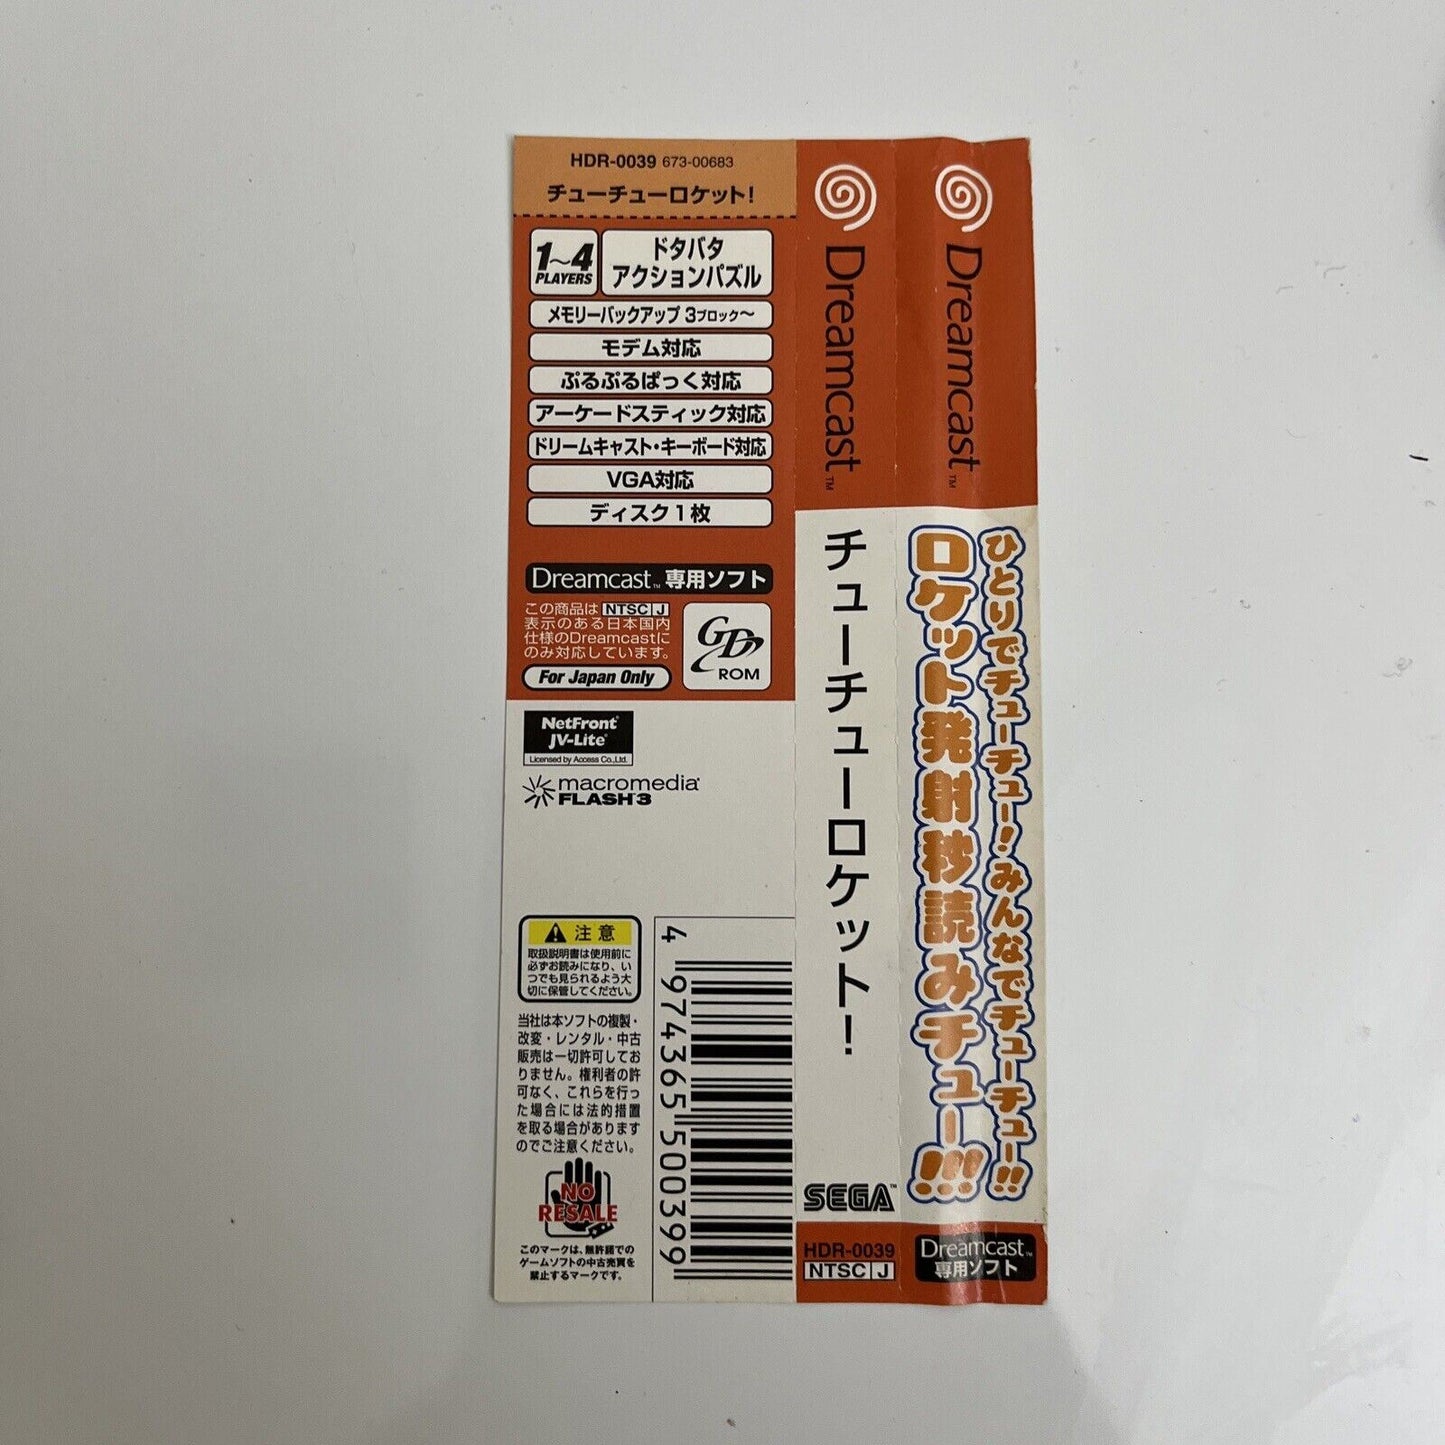 HDR-0039 673-00683
チューチューロケット!
1～4
PLAYERS
ドタバタ
アクションパズル
メモリーバックアップ 3ブロック～
モデム対応
ぷるぷるぱっく対応
アーケードスティック対応
ドリームキャスト・キーボード対応
VGA対応
ディスク1枚
Dreamcast™ 専用ソフト
この商品は NTSC J
表示のある日本国内
仕様のDreamcastに
のみ対応しています。
For Japan Only
GD
ROM
NetFront®
JV-Lite®
Licensed by Access Co.,Ltd.
macromedia®
FLASH™3
注意
取扱説明書は使用前に
必ずお読みになり、い
つでも見られるよう大
切に保管してください。
当社は本ソフトの複製・
改変・レンタル・中古
販売は一切許可してお
りません。権利者の許
可なく、これらを行っ
た場合には法的措置
を取る場合があります
のでご注意ください。
NO
RESALE
このマークは、無許諾での
ゲームソフトの中古売買を
禁止するマークです。
4 974365 500399
Dreamcast™
チューチューロケット!
SEGA™
HDR-0039
NTSC J
Dreamcast™
ひとりでチューチュー!みんなでチューチュー!!
ロケット発射秒読みチュー!!!
Dreamcast™
専用ソフト